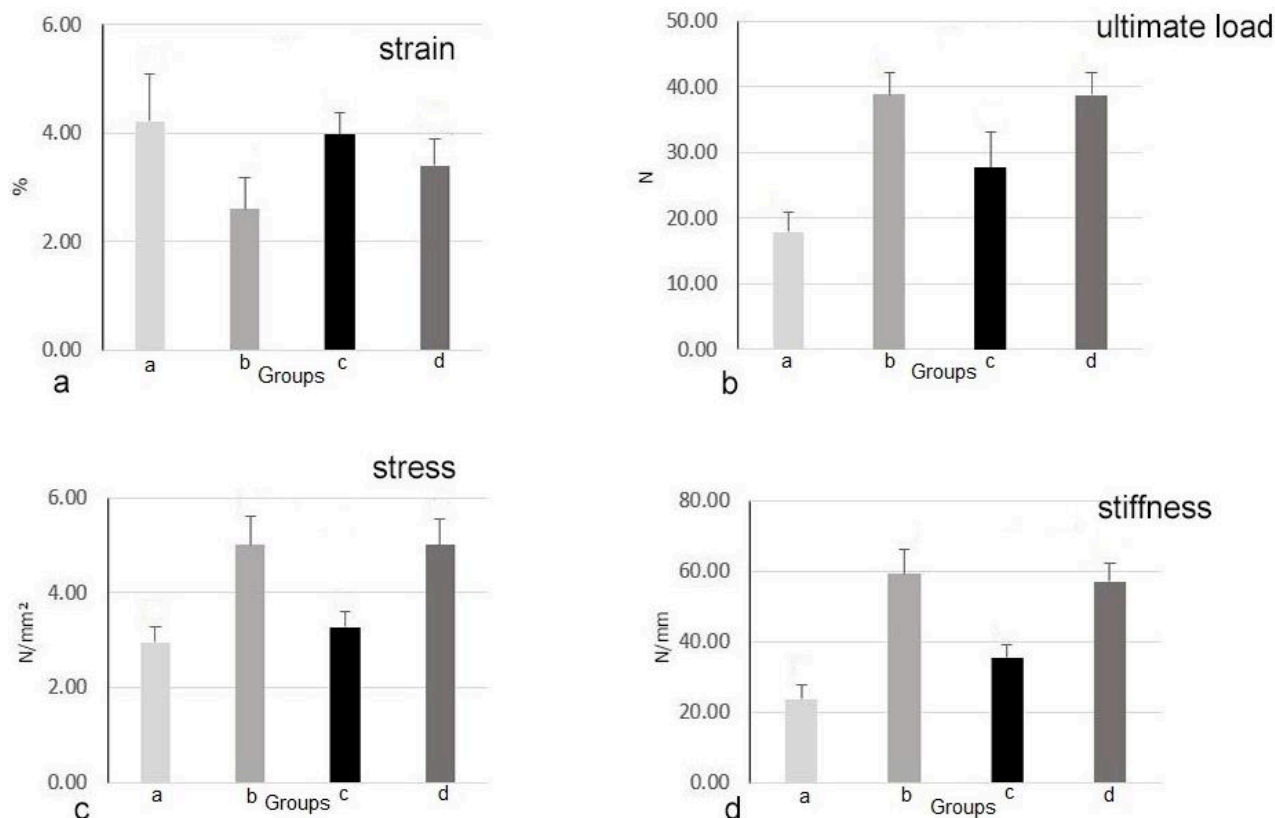 strain
6.00
4.00
2.00
0.00
%
a b c d
Groups
a
ultimate load
50.00
40.00
30.00
20.00
10.00
0.00
N
a b c d
Groups
b
stress
6.00
4.00
2.00
0.00
N/mm²
a b c d
Groups
c
stiffness
80.00
60.00
40.00
20.00
0.00
N/mm
a b c d
Groups
d